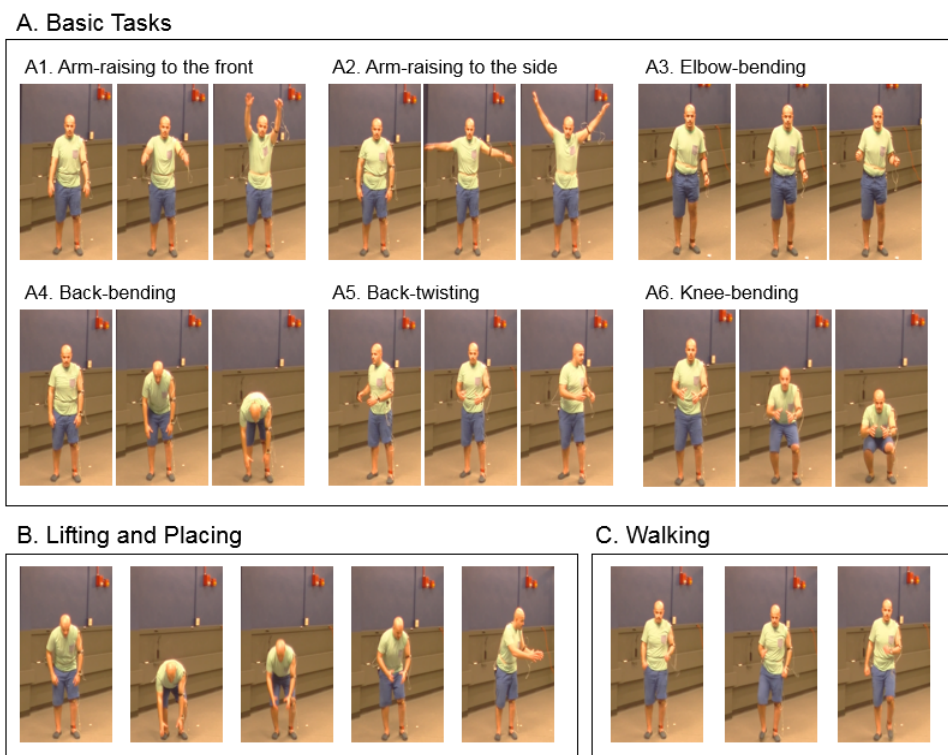 A. Basic Tasks
A1. Arm-raising to the front
A2. Arm-raising to the side
A3. Elbow-bending
A4. Back-bending
A5. Back-twisting
A6. Knee-bending
B. Lifting and Placing
C. Walking